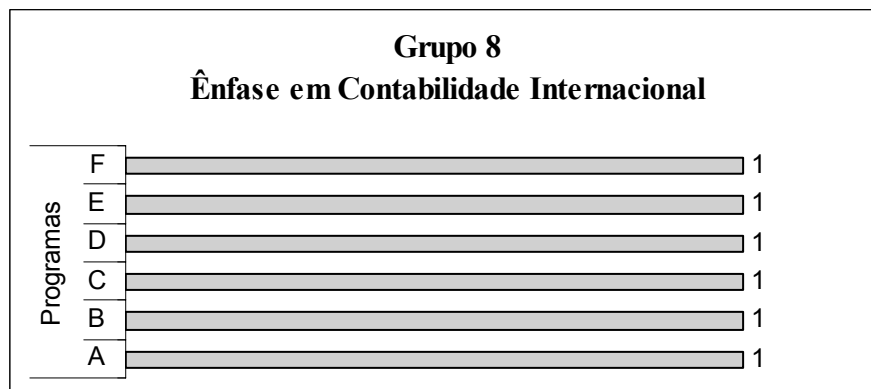 Grupo 8
Ênfase em Contabilidade Internacional
Programas
F 1
E 1
D 1
C 1
B 1
A 1